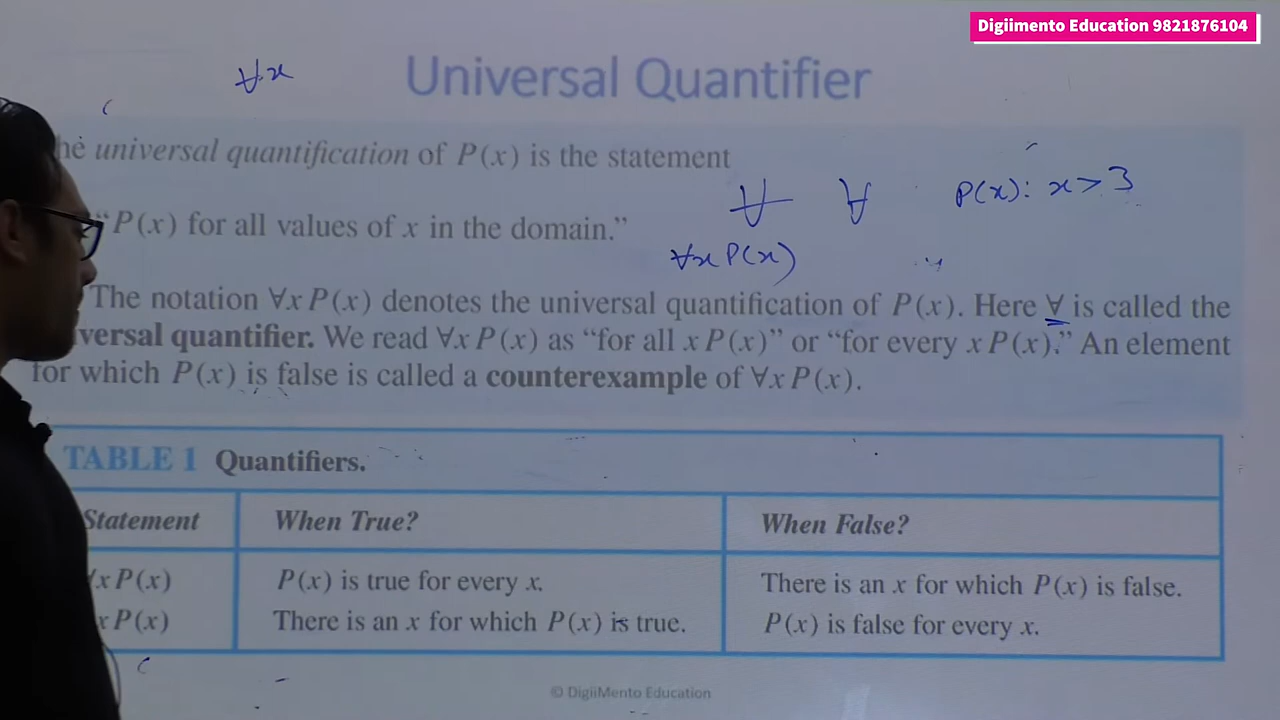 Digiimento Education 9821876104
∀x
Universal Quantifier
universal quantification of P(x) is the statement
∀ ∀ P(x): x > 3
"P(x) for all values of x in the domain."
∀x P(x)
The notation ∀x P(x) denotes the universal quantification of P(x). Here ∀ is called the
versal quantifier. We read ∀x P(x) as "for all x P(x)" or "for every x P(x)." An element
for which P(x) is false is called a counterexample of ∀x P(x).
TABLE 1 Quantifiers.
Statement When True? When False?
x P(x) P(x) is true for every x. There is an x for which P(x) is false.
x P(x) There is an x for which P(x) is true. P(x) is false for every x.
© DigiiMento Education